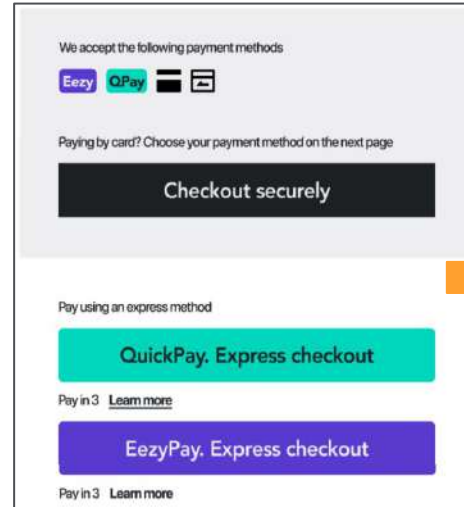 We accept the following payment methods
Eezy QPay
Paying by card? Choose your payment method on the next page
Checkout securely
Pay using an express method
QuickPay. Express checkout
Pay in 3 Learn more
EezyPay. Express checkout
Pay in 3 Learn more